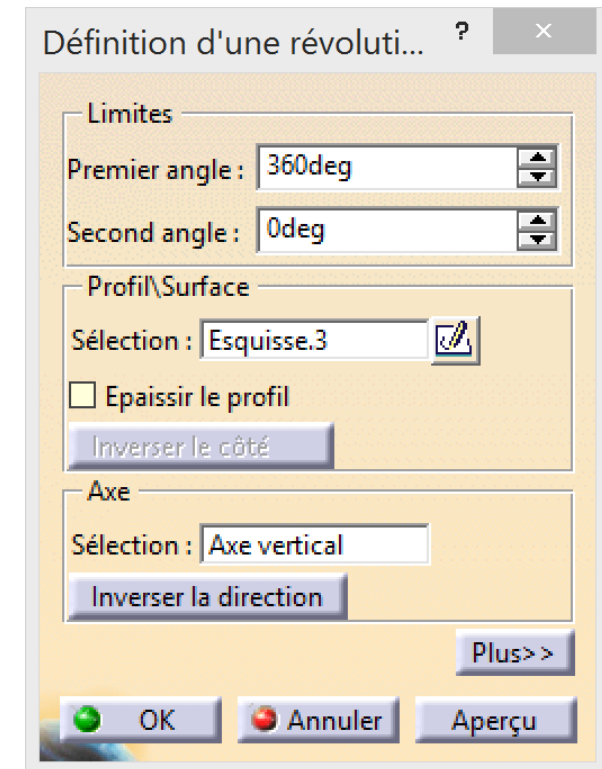 Définition d'une révoluti... ? ×
Limites
Premier angle : 360deg
Second angle : 0deg
Profil\Surface
Sélection : Esquisse.3
Epaissir le profil
Inverser le côté
Axe
Sélection : Axe vertical
Inverser la direction
Plus>>
OK Annuler Aperçu